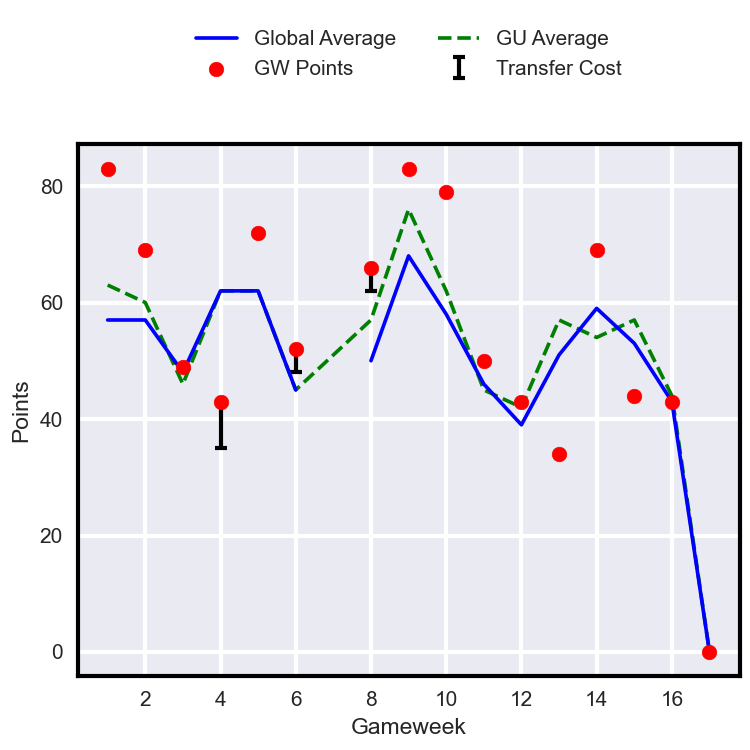 Global Average GU Average
GW Points Transfer Cost
80
60
40
20
0
Points
2 4 6 8 10 12 14 16
Gameweek